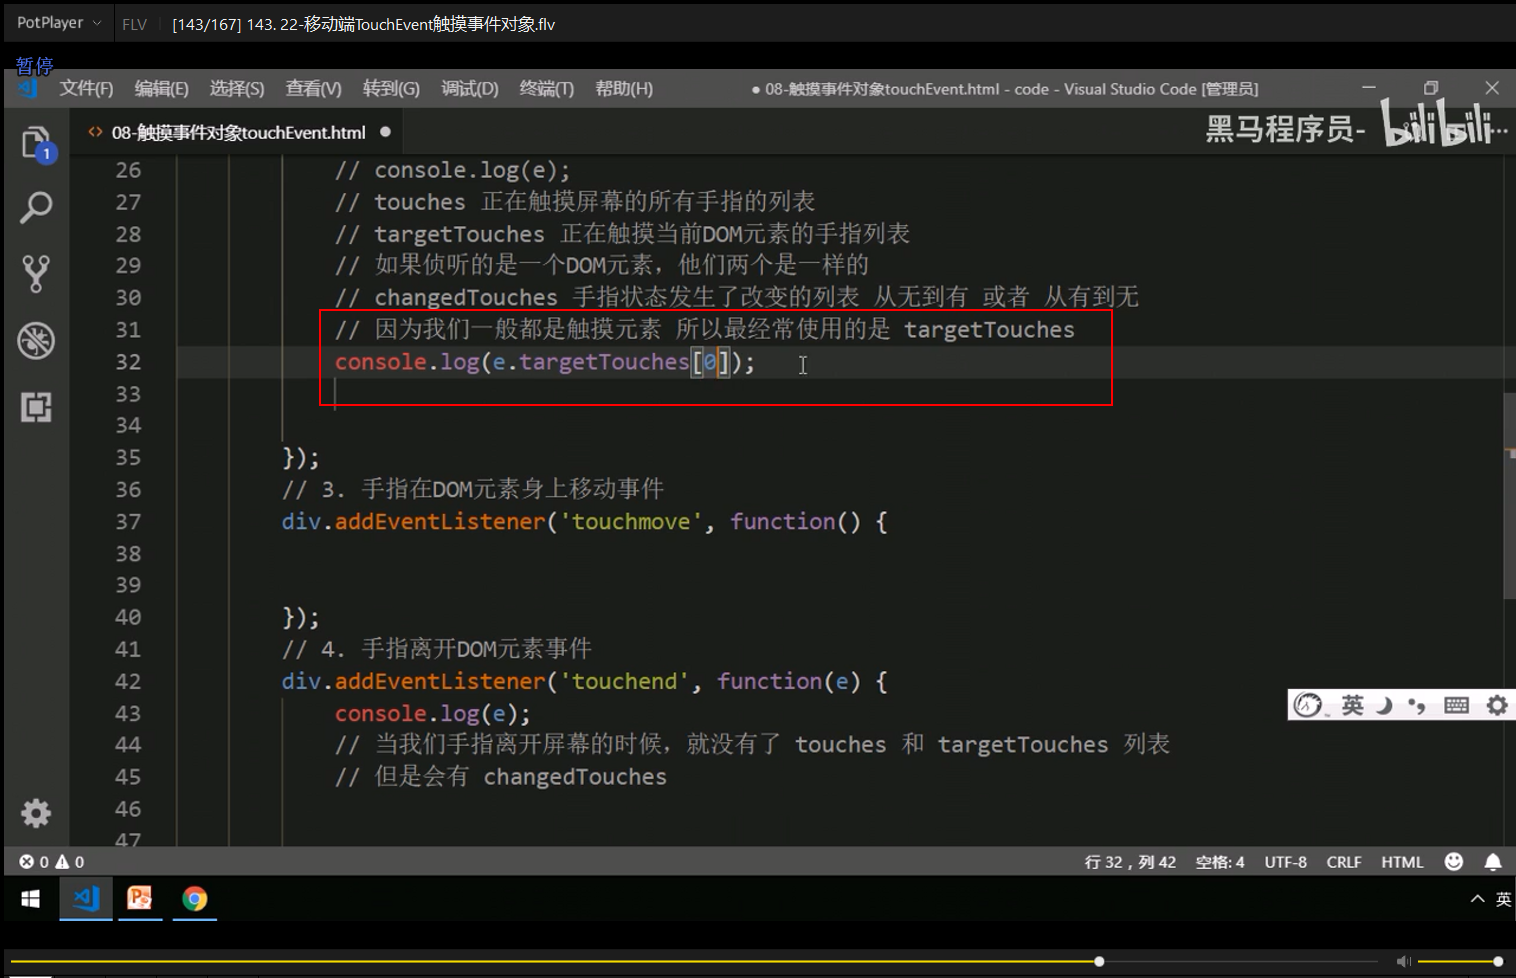 PotPlayer FLV [143/167] 143. 22-移动端TouchEvent触摸事件对象.flv
暂停
文件(F) 编辑(E) 选择(S) 查看(V) 转到(G) 调试(D) 终端(T) 帮助(H) ● 08-触摸事件对象touchEvent.html - code - Visual Studio Code [管理员]
<> 08-触摸事件对象touchEvent.html ●
黑马程序员- bilibili
1
26 // console.log(e);
27 // touches 正在触摸屏幕的所有手指的列表
28 // targetTouches 正在触摸当前DOM元素的手指列表
29 // 如果侦听的是一个DOM元素，他们两个是一样的
30 // changedTouches 手指状态发生了改变的列表 从无到有 或者 从有到无
31 // 因为我们一般都是触摸元素 所以最经常使用的是 targetTouches
32 console.log(e.targetTouches[0]);
33
34
35 });
36 // 3. 手指在DOM元素身上移动事件
37 div.addEventListener('touchmove', function() {
38
39
40 });
41 // 4. 手指离开DOM元素事件
42 div.addEventListener('touchend', function(e) {
43 console.log(e);
44 // 当我们手指离开屏幕的时候，就没有了 touches 和 targetTouches 列表
45 // 但是会有 changedTouches
46
47
英
0 0 行 32，列 42 空格: 4 UTF-8 CRLF HTML
英